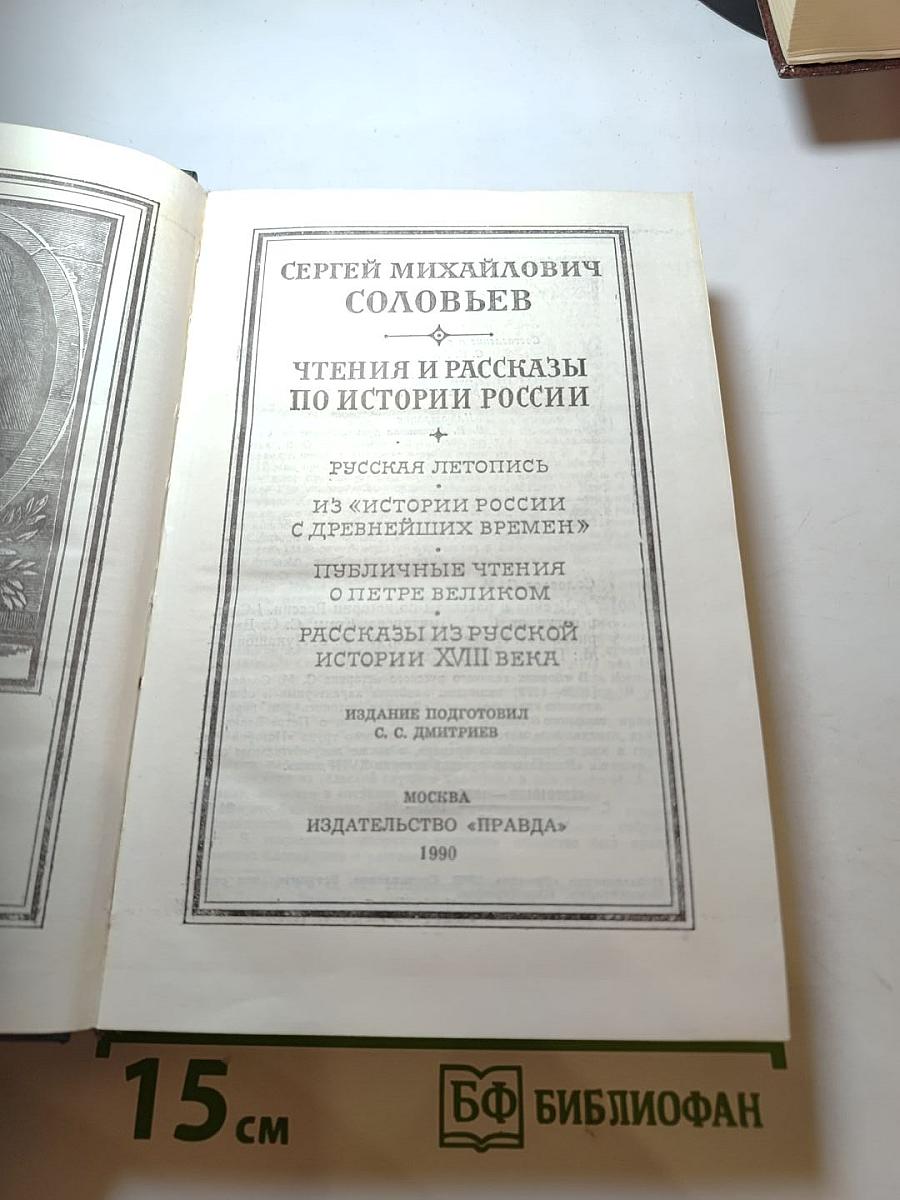 СЕРГЕЙ МИХАЙЛОВИЧ
СОЛОВЬЕВ
ЧТЕНИЯ И РАССКАЗЫ
ПО ИСТОРИИ РОССИИ
РУССКАЯ ЛЕТОПИСЬ
ИЗ «ИСТОРИИ РОССИИ
С ДРЕВНЕЙШИХ ВРЕМЕН»
ПУБЛИЧНЫЕ ЧТЕНИЯ
О ПЕТРЕ ВЕЛИКОМ
РАССКАЗЫ ИЗ РУССКОЙ
ИСТОРИИ XVIII ВЕКА
ИЗДАНИЕ ПОДГОТОВИЛ
С. С. ДМИТРИЕВ
МОСКВА
ИЗДАТЕЛЬСТВО «ПРАВДА»
1990
15 см
БФ БИБЛИОФАН